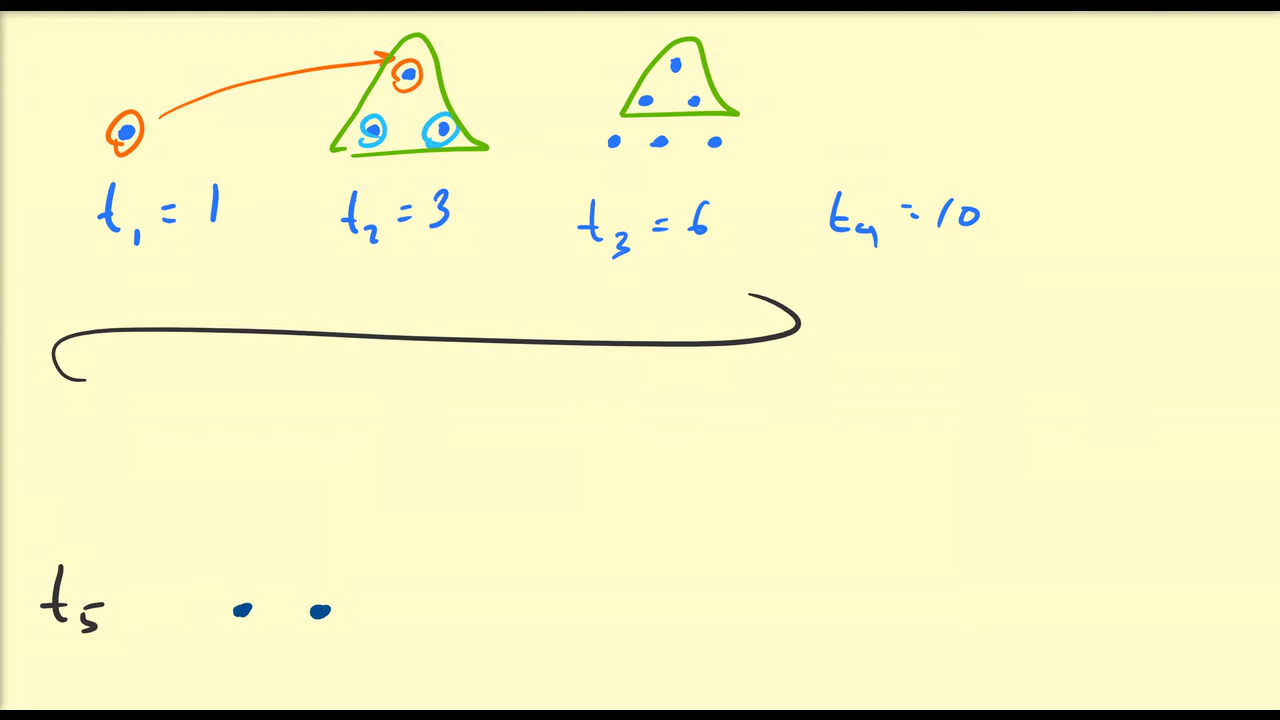 t₁ = 1 t₂ = 3 t₃ = 6 t₄ = 10
t₅